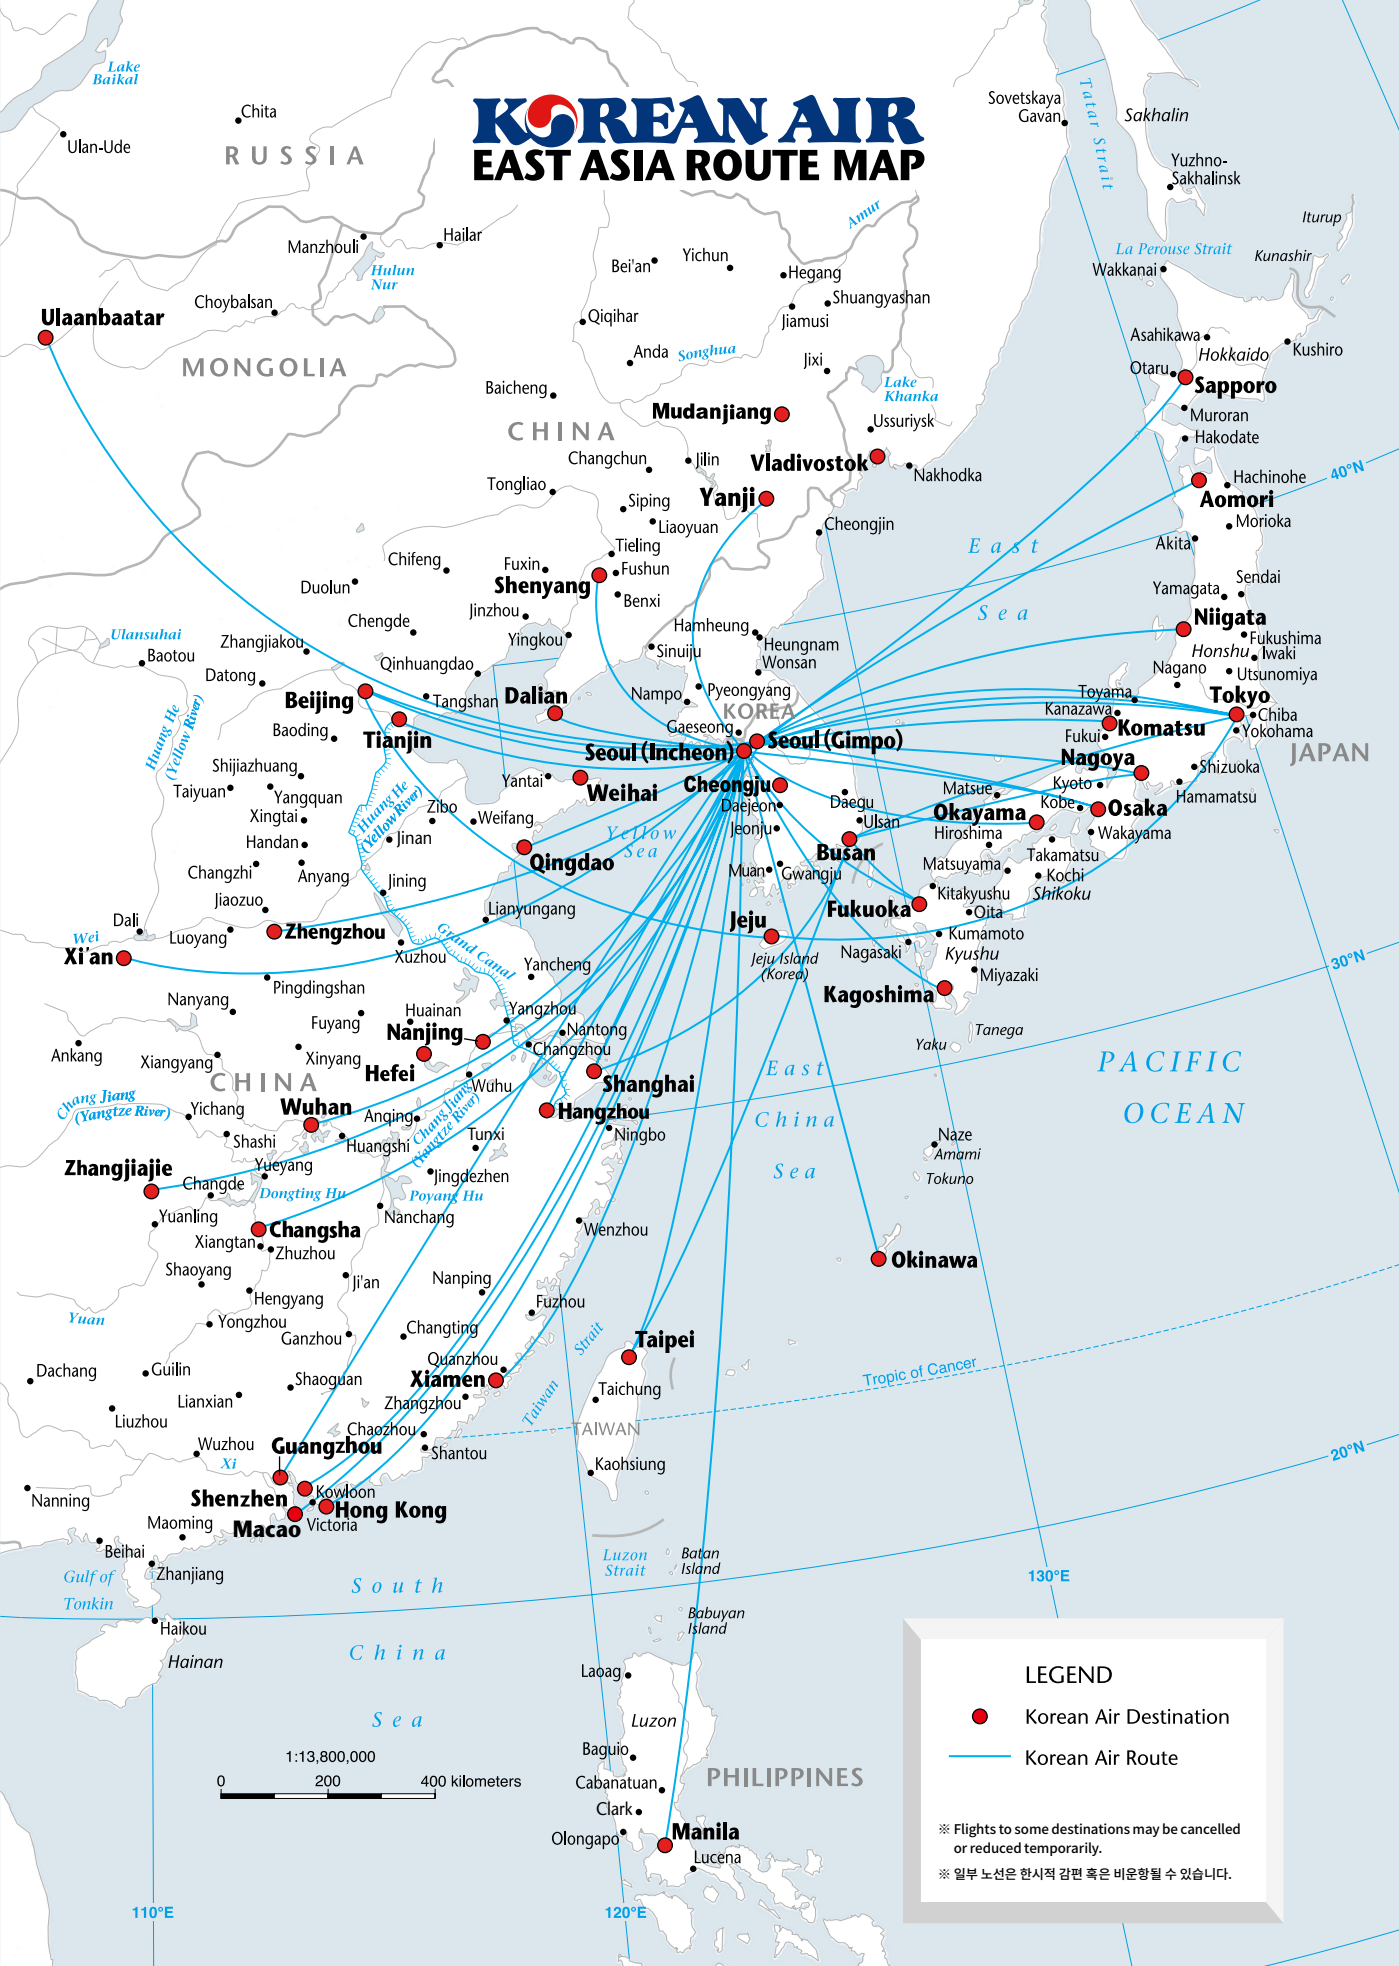 KOREAN AIR
EAST ASIA ROUTE MAP
Lake
Baikal
Chita
Ulan-Ude
RUSSIA
Sovetskaya
Gavan
Tatar Strait
Sakhalin
Yuzhno-
Sakhalinsk
Iturup
Amur
Manzhouli
Hailar
Hulun
Nur
Bei'an
Yichun
Hegang
La Perouse Strait
Kunashir
Wakkanai
Choybalsan
Qiqihar
Shuangyashan
Jiamusi
Ulaanbaatar
Asahikawa
Hokkaido
Kushiro
MONGOLIA
Anda
Songhua
Jixi
Otaru
Sapporo
Baicheng
Lake
Khanka
Mudanjiang
Ussuriysk
Muroran
CHINA
Hakodate
Changchun
Jilin
Vladivostok
Nakhodka
40°N
Tongliao
Siping
Yanji
Hachinohe
Aomori
Liaoyuan
Cheongjin
Morioka
East
Sea
Akita
Chifeng
Fuxin
Tieling
Fushun
Duolun
Shenyang
Benxi
Yamagata
Sendai
Jinzhou
Chengde
Yingkou
Hamheung
Niigata
Ulansuhai
Zhangjiakou
Baotou
Sinuiju
Heungnam
Wonsan
Fukushima
Honshu
Iwaki
Qinhuangdao
Nagano
Utsunomiya
Datong
Beijing
Tangshan
Dalian
Nampo
Pyeongyang
Toyama
Tokyo
KOREA
Kanazawa
Chiba
Huang He
(Yellow River)
Baoding
Tianjin
Gaeseong
Seoul (Gimpo)
Komatsu
Fukui
Yokohama
Seoul (Incheon)
Nagoya
JAPAN
Shijiazhuang
Yantai
Weihai
Cheongju
Shizuoka
Taiyuan
Yangquan
Matsue
Kyoto
Hamamatsu
Xingtai
Huang He
(Yellow River)
Zibo
Weifang
Daejeon
Daegu
Kobe
Osaka
Okayama
Handan
Jinan
Yellow
Sea
Jeonju
Ulsan
Hiroshima
Wakayama
Qingdao
Busan
Takamatsu
Changzhi
Anyang
Muan
Gwangju
Matsuyama
Kochi
Jining
Kitakyushu
Shikoku
Jiaozuo
Lianyungang
Jeju
Fukuoka
Oita
Dali
Wei
Luoyang
Zhengzhou
Grand Canal
Kumamoto
Xi'an
Xuzhou
Yancheng
Jeju Island
(Korea)
Nagasaki
Kyushu
30°N
Miyazaki
Pingdingshan
Kagoshima
Nanyang
Huainan
Yangzhou
Fuyang
Nanjing
Nantong
Tanega
Ankang
Xiangyang
Xinyang
Changzhou
Yaku
Hefei
East
China
Sea
PACIFIC
OCEAN
CHINA
Wuhu
Shanghai
Chang Jiang
(Yangtze River)
Yichang
Wuhan
Anqing
Chang Jiang
(Yangtze River)
Hangzhou
Shashi
Huangshi
Tunxi
Ningbo
Naze
Amami
Zhangjiajie
Yueyang
Jingdezhen
Tokuno
Changde
Dongting Hu
Poyang Hu
Yuanling
Changsha
Nanchang
Wenzhou
Xiangtan
Zhuzhou
Okinawa
Shaoyang
Ji'an
Nanping
Hengyang
Fuzhou
Yuan
Yongzhou
Ganzhou
Changting
Strait
Taipei
Dachang
Guilin
Quanzhou
Shaoguan
Xiamen
Tropic of Cancer
Lianxian
Zhangzhou
Taiwan
Taichung
Liuzhou
Chaozhou
TAIWAN
Wuzhou
Guangzhou
Shantou
20°N
Xi
Kaohsiung
Nanning
Shenzhen
Kowloon
Hong Kong
Maoming
Macao
Victoria
Beihai
Luzon
Strait
Batan
Island
Gulf of
Tonkin
Zhanjiang
South
China
Sea
130°E
Haikou
Babuyan
Island
Hainan
Laoag
LEGEND
Korean Air Destination
Luzon
Korean Air Route
1:13,800,000
Baguio
0 200 400 kilometers
Cabanatuan
PHILIPPINES
Clark
Olongapo
Manila
Lucena
※ Flights to some destinations may be cancelled
or reduced temporarily.
※ 일부 노선은 한시적 감편 혹은 비운항될 수 있습니다.
110°E
120°E